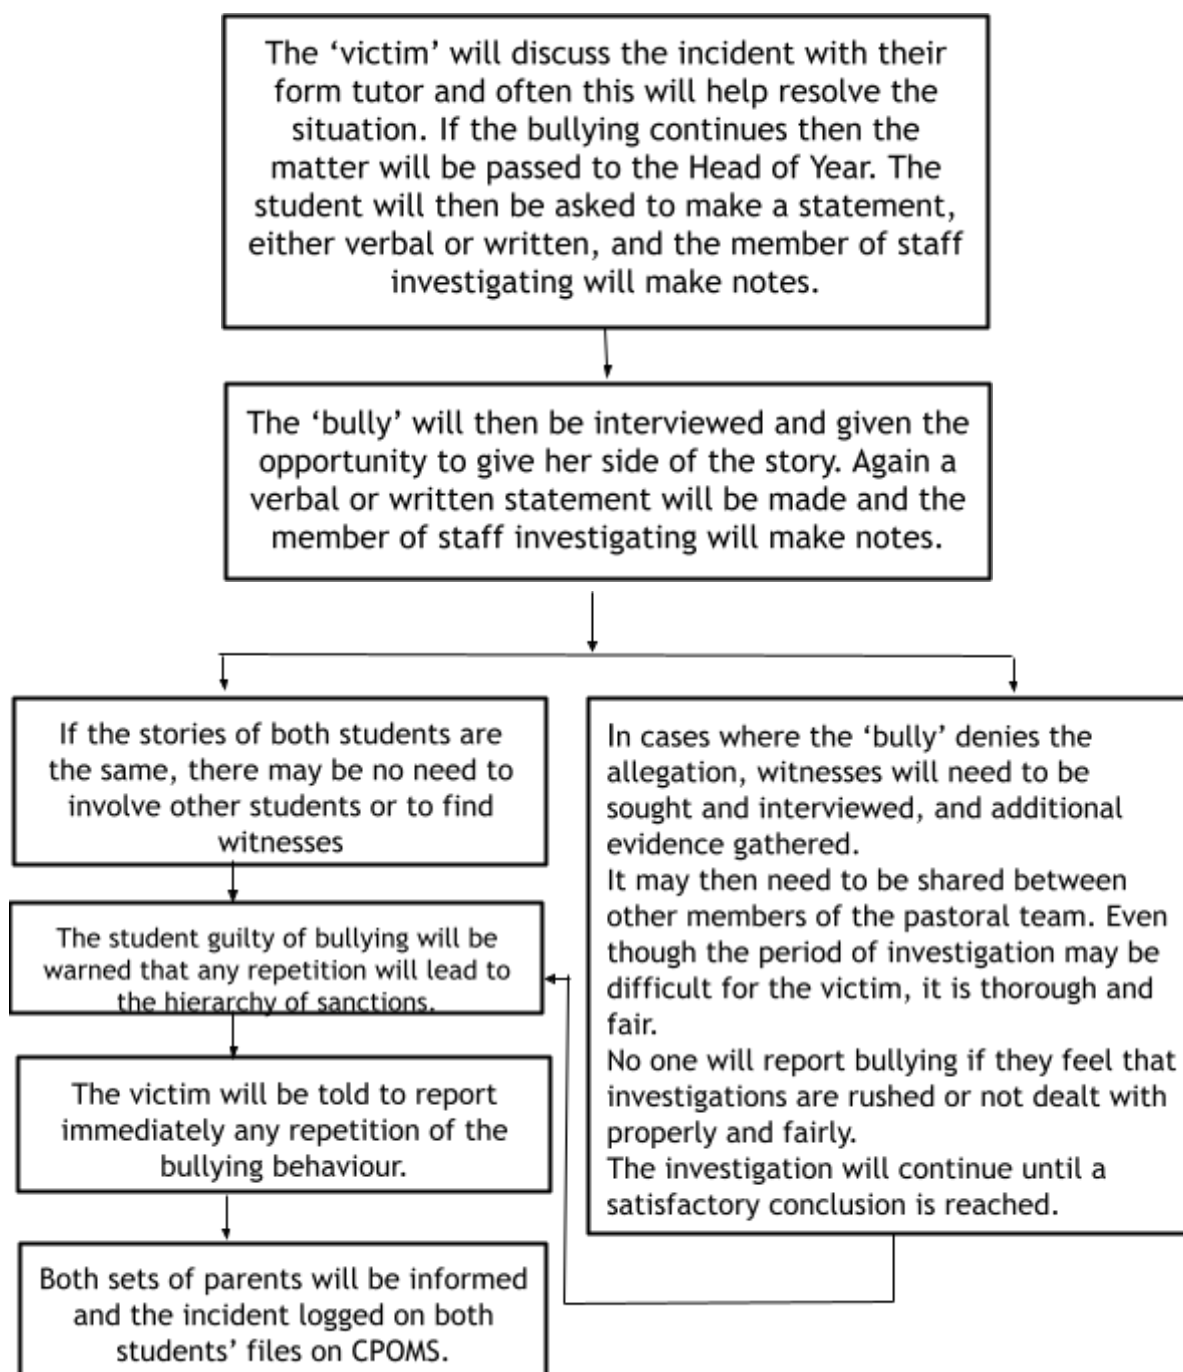 The ‘victim’ will discuss the incident with their
form tutor and often this will help resolve the
situation. If the bullying continues then the
matter will be passed to the Head of Year. The
student will then be asked to make a statement,
either verbal or written, and the member of staff
investigating will make notes.
The ‘bully’ will then be interviewed and given the
opportunity to give her side of the story. Again a
verbal or written statement will be made and the
member of staff investigating will make notes.
If the stories of both students are
the same, there may be no need to
involve other students or to find
witnesses
The student guilty of bullying will be
warned that any repetition will lead to
the hierarchy of sanctions.
The victim will be told to report
immediately any repetition of the
bullying behaviour.
Both sets of parents will be informed
and the incident logged on both
students’ files on CPOMS.
In cases where the ‘bully’ denies the
allegation, witnesses will need to be
sought and interviewed, and additional
evidence gathered.
It may then need to be shared between
other members of the pastoral team. Even
though the period of investigation may be
difficult for the victim, it is thorough and
fair.
No one will report bullying if they feel that
investigations are rushed or not dealt with
properly and fairly.
The investigation will continue until a
satisfactory conclusion is reached.